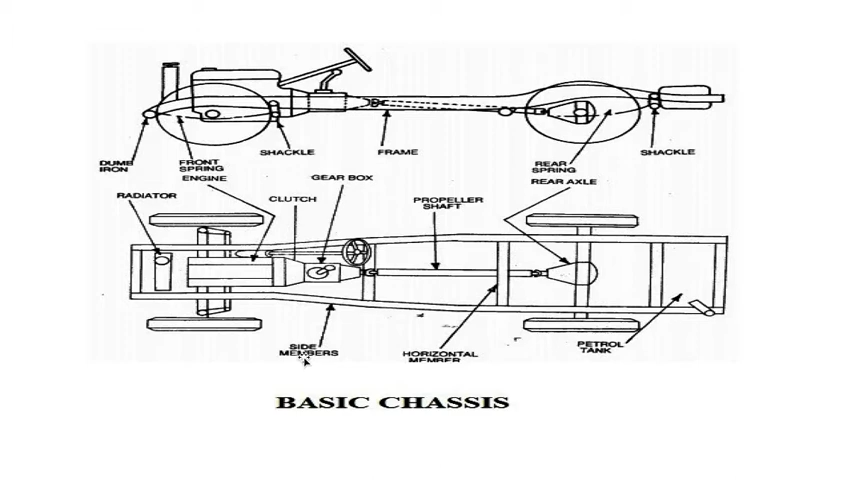 DUMB
IRON
FRONT
SPRING
SHACKLE
FRAME
REAR
SPRING
SHACKLE
ENGINE
GEAR BOX
REAR AXLE
RADIATOR
CLUTCH
PROPELLER
SHAFT
SIDE
MEMBERS
HORIZONTAL
MEMBER
PETROL
TANK
BASIC CHASSIS